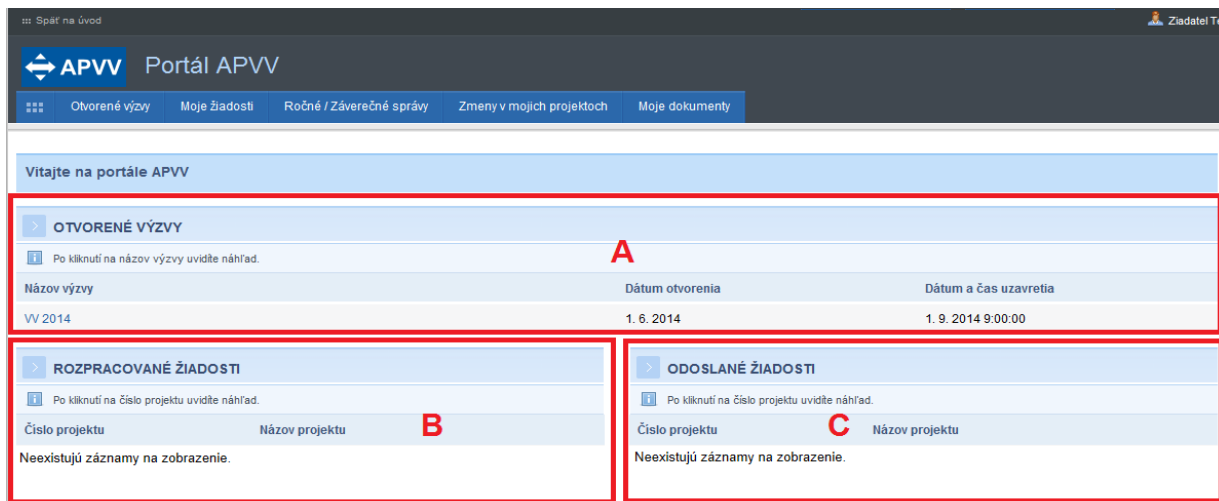 Späť na úvod
Ziadatel
APVV Portál APVV
Otvorené výzvy Moje žiadosti Ročné / Záverečné správy Zmeny v mojich projektoch Moje dokumenty
Vitajte na portále APVV
OTVORENÉ VÝZVY
A
Po kliknutí na názov výzvy uvidíte náhľad.
Názov výzvy Dátum otvorenia Dátum a čas uzavretia
VV 2014 1. 6. 2014 1. 9. 2014 9:00:00
ROZPRACOVANÉ ŽIADOSTI
Po kliknutí na číslo projektu uvidíte náhľad.
Číslo projektu Názov projektu
B
Neexistujú záznamy na zobrazenie.
ODOSLANÉ ŽIADOSTI
Po kliknutí na číslo projektu uvidíte náhľad.
Číslo projektu C Názov projektu
Neexistujú záznamy na zobrazenie.